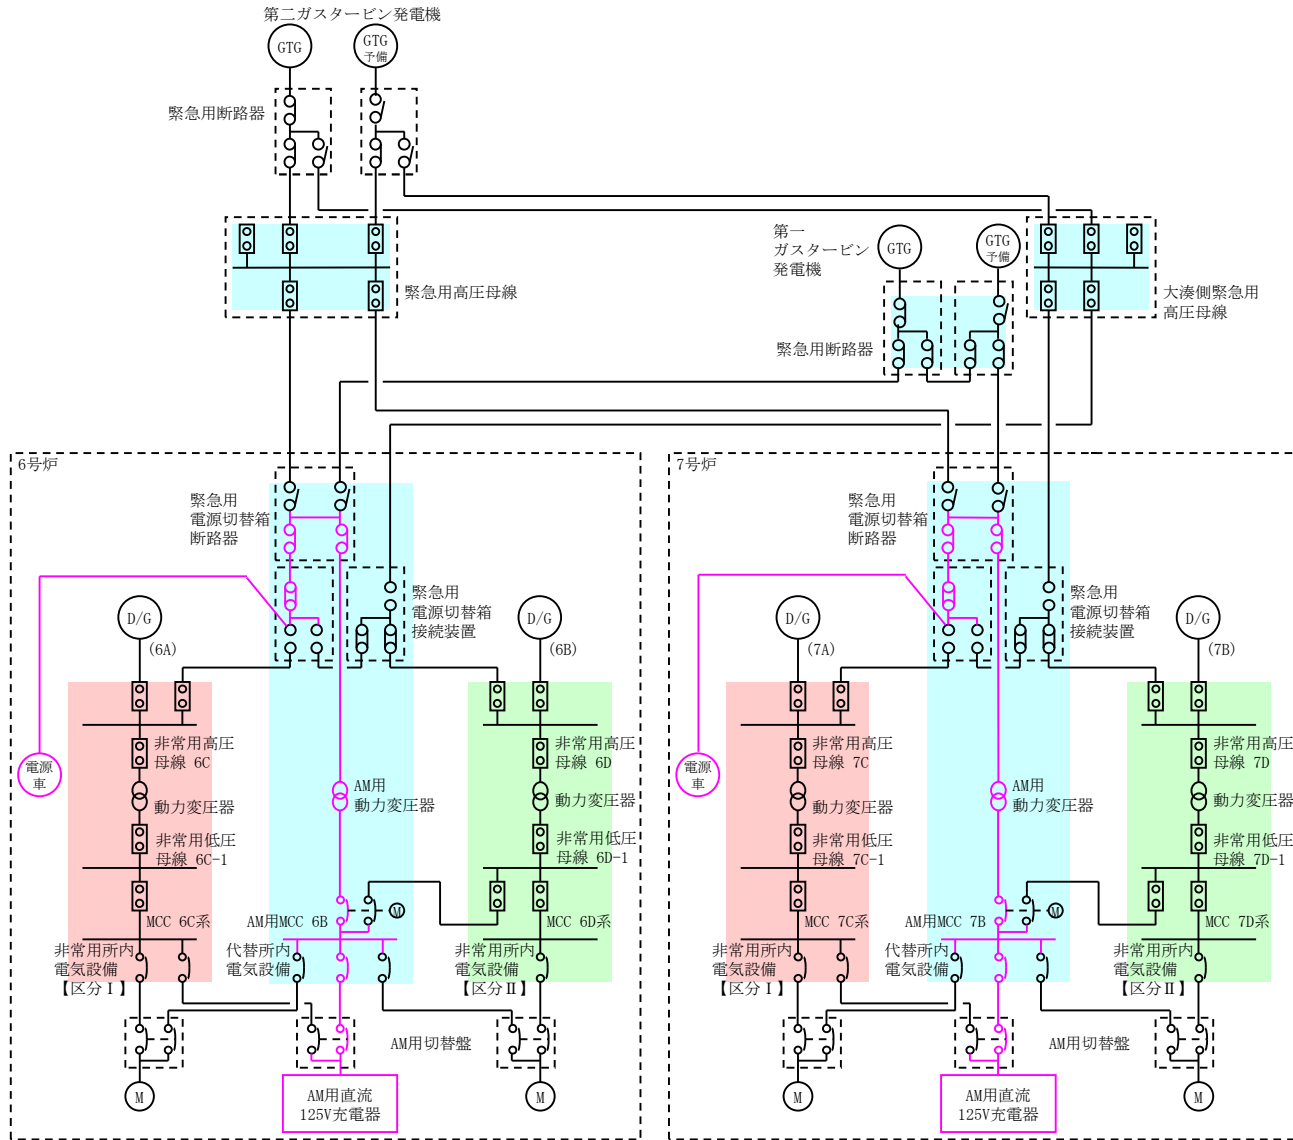 第二ガスタービン発電機
GTG
GTG
予備
緊急用断路器
緊急用高圧母線
第一
ガスタービン
発電機
GTG
GTG
予備
緊急用断路器
大湊側緊急用
高圧母線
6号炉
緊急用
電源切替箱
断路器
緊急用
電源切替箱
接続装置
D/G
(6A)
D/G
(6B)
電源
車
非常用高圧
母線 6C
動力変圧器
非常用低圧
母線 6C-1
MCC 6C系
非常用所内
電気設備
【区分Ⅰ】
AM用
動力変圧器
AM用MCC 6B
M
代替所内
電気設備
非常用高圧
母線 6D
動力変圧器
非常用低圧
母線 6D-1
MCC 6D系
非常用所内
電気設備
【区分Ⅱ】
AM用切替盤
M
AM用直流
125V充電器
M
7号炉
緊急用
電源切替箱
断路器
緊急用
電源切替箱
接続装置
D/G
(7A)
D/G
(7B)
電源
車
非常用高圧
母線 7C
動力変圧器
非常用低圧
母線 7C-1
MCC 7C系
非常用所内
電気設備
【区分Ⅰ】
AM用
動力変圧器
AM用MCC 7B
M
代替所内
電気設備
非常用高圧
母線 7D
動力変圧器
非常用低圧
母線 7D-1
MCC 7D系
非常用所内
電気設備
【区分Ⅱ】
AM用切替盤
M
AM用直流
125V充電器
M